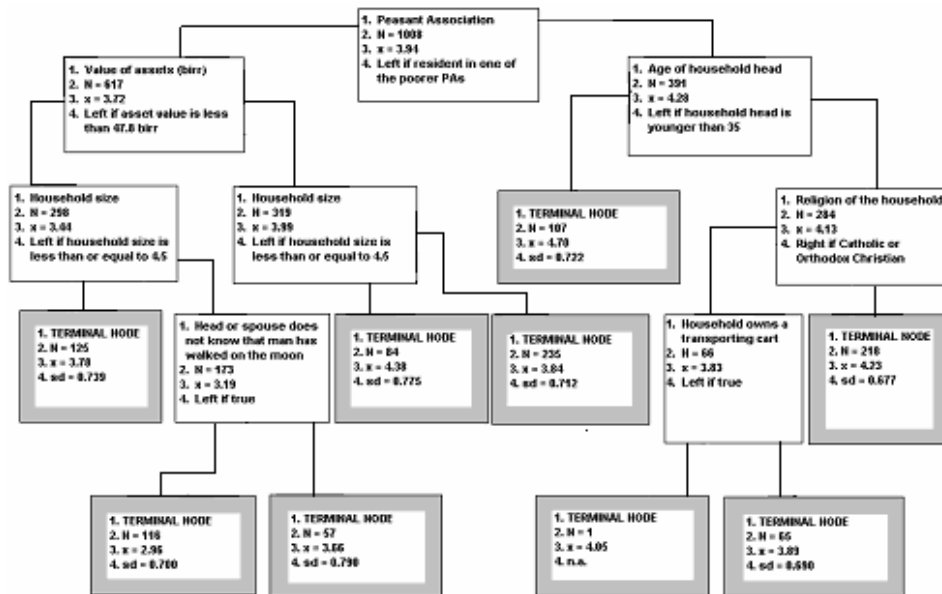 1. Peasant Association
2. N = 1008
3. x = 3.94
4. Left if resident in one of
the poorer PAs
1. Value of assets (birr)
2. N = 617
3. x = 3.72
4. Left if asset value is less
than 47.8 birr
1. Age of household head
2. N = 391
3. x = 4.28
4. Left if household head is
younger than 35
1. Household size
2. N = 298
3. x = 3.44
4. Left if household size is
less than or equal to 4.5
1. Household size
2. N = 319
3. x = 3.99
4. Left if household size is
less than or equal to 4.5
1. TERMINAL NODE
2. N = 107
3. x = 4.70
4. sd = 0.722
1. Religion of the household
2. N = 284
3. x = 4.13
4. Right if Catholic or
Orthodox Christian
1. TERMINAL NODE
2. N = 125
3. x = 3.78
4. sd = 0.739
1. Head or spouse does
not know that man has
walked on the moon
2. N = 173
3. x = 3.19
4. Left if true
1. TERMINAL NODE
2. N = 84
3. x = 4.38
4. sd = 0.775
1. TERMINAL NODE
2. N = 235
3. x = 3.84
4. sd = 0.712
1. Household owns a
transporting cart
2. N = 66
3. x = 3.83
4. Left if true
1. TERMINAL NODE
2. N = 218
3. x = 4.23
4. sd = 0.677
1. TERMINAL NODE
2. N = 116
3. x = 2.96
4. sd = 0.700
1. TERMINAL NODE
2. N = 57
3. x = 3.66
4. sd = 0.790
1. TERMINAL NODE
2. N = 1
3. x = 4.05
4. n.a.
1. TERMINAL NODE
2. N = 65
3. x = 3.89
4. sd = 0.690